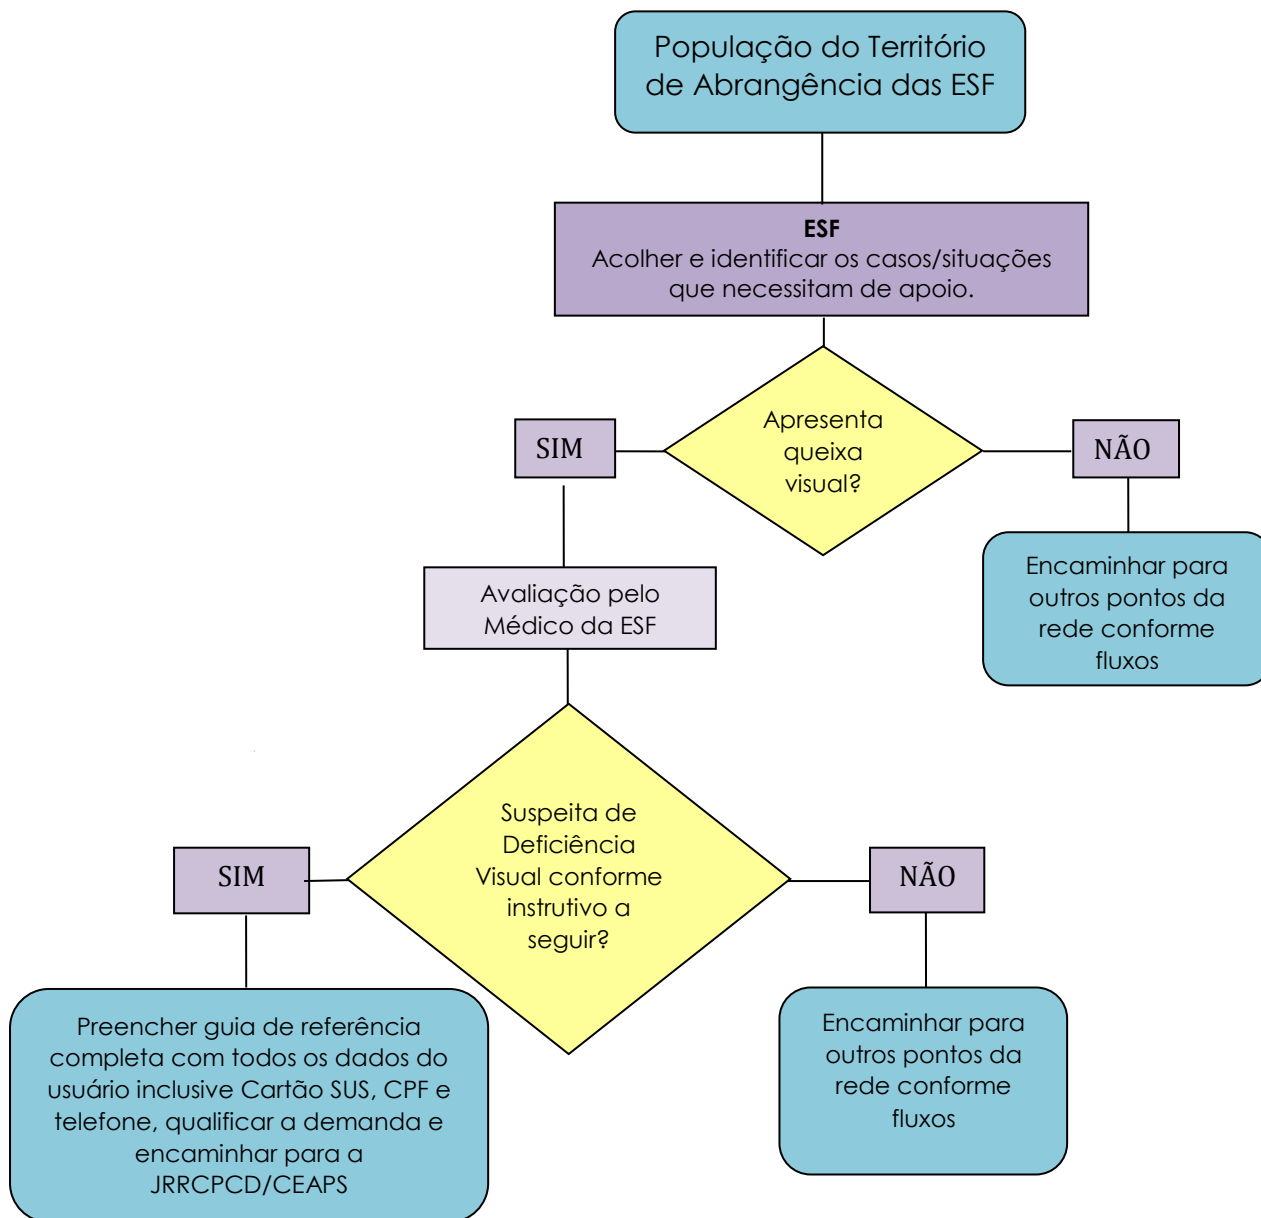 População do Território
de Abrangência das ESF
ESF
Acolher e identificar os casos/situações
que necessitam de apoio.
Apresenta
queixa
visual?
SIM
NÃO
Encaminhar para
outros pontos da
rede conforme
fluxos
Avaliação pelo
Médico da ESF
Suspeita de
Deficiência
Visual conforme
instrutivo a
seguir?
SIM
NÃO
Preencher guia de referência
completa com todos os dados do
usuário inclusive Cartão SUS, CPF e
telefone, qualificar a demanda e
encaminhar para a
JRRCPCD/CEAPS
Encaminhar para
outros pontos da
rede conforme
fluxos